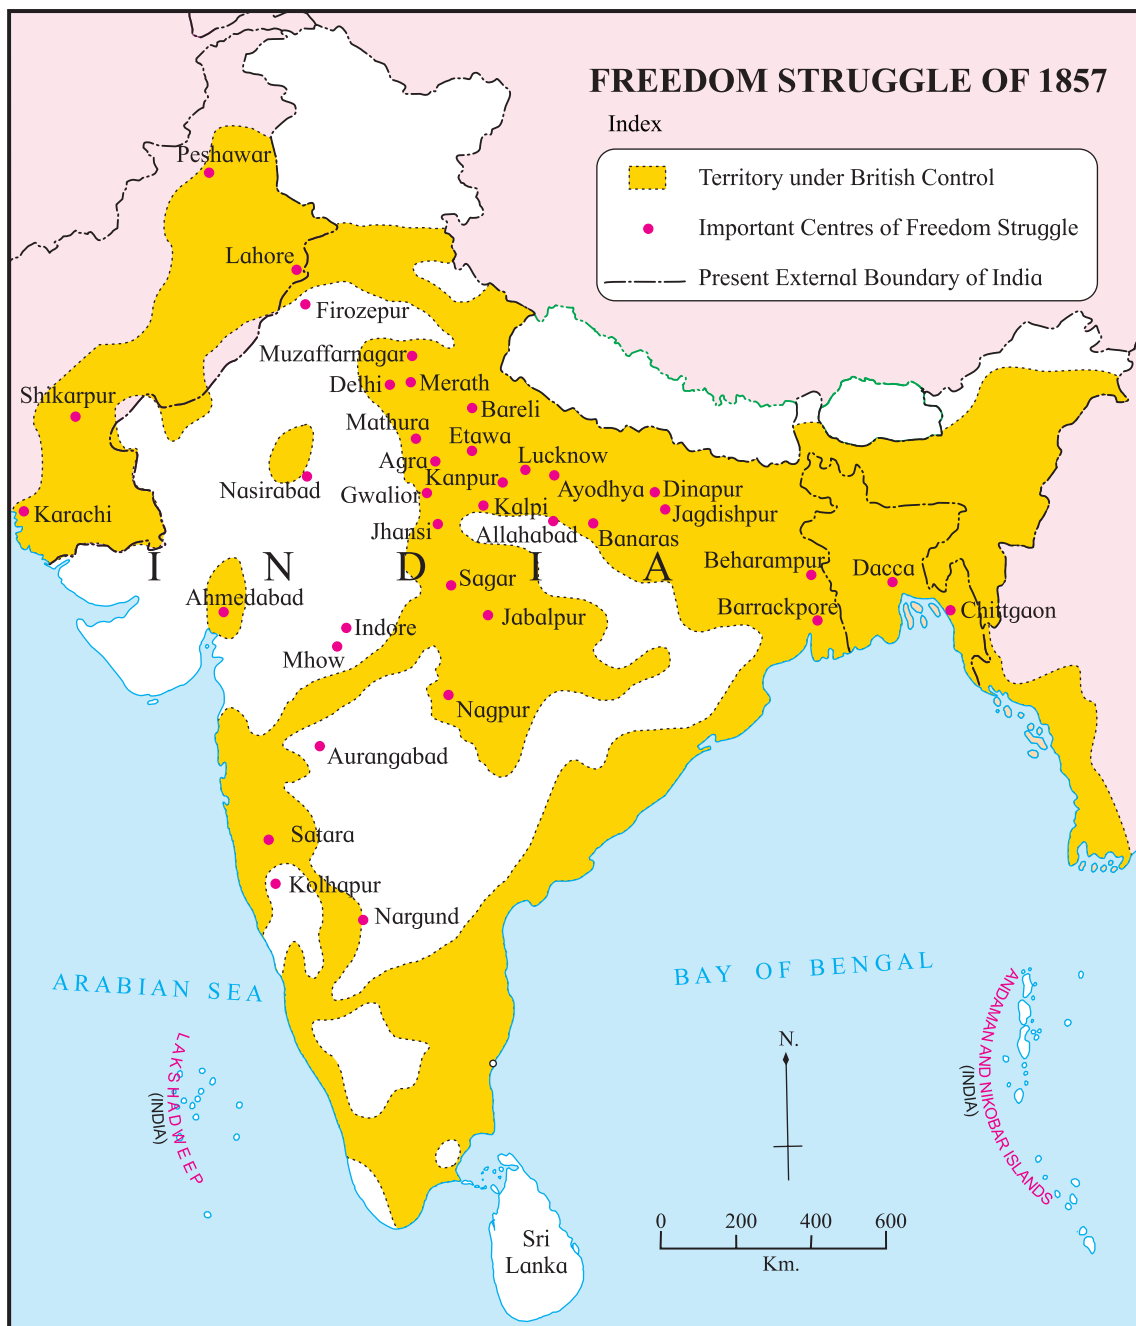 FREEDOM STRUGGLE OF 1857
Index
Territory under British Control
Important Centres of Freedom Struggle
Present External Boundary of India
Peshawar
Lahore
Firozepur
Muzaffarnagar
Delhi
Merath
Shikarpur
Bareli
Mathura
Etawa
Agra
Lucknow
Kanpur
Nasirabad
Ayodhya
Dinapur
Gwalior
Karachi
Kalpi
Jagdishpur
Jhansi
Allahabad
Banaras
I N D I A
Beharampur
Dacca
Sagar
Ahmedabad
Barrackpore
Chittgaon
Jabalpur
Indore
Mhow
Nagpur
Aurangabad
Satara
Kolhapur
Nargund
ARABIAN SEA
BAY OF BENGAL
LAKSHADWEEP
(INDIA)
ANDAMAN AND NIKOBAR ISLANDS
(INDIA)
N.
0 200 400 600
Km.
Sri
Lanka